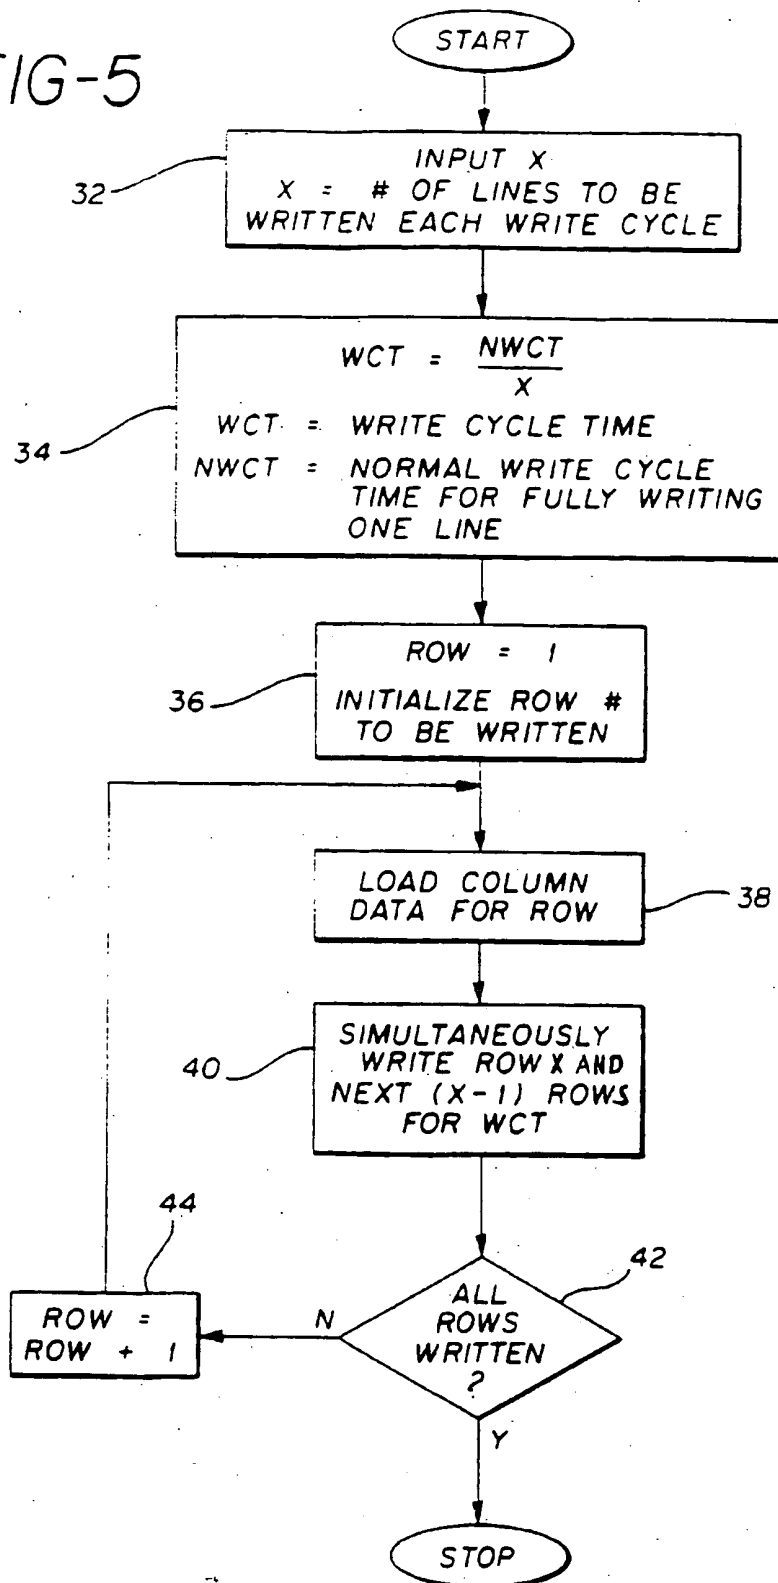 START
FIG-5
32
INPUT X
X = # OF LINES TO BE
WRITTEN EACH WRITE CYCLE
WCT = NWCT
X
34
WCT = WRITE CYCLE TIME
NWCT = NORMAL WRITE CYCLE
TIME FOR FULLY WRITING
ONE LINE
36
ROW = 1
INITIALIZE ROW #
TO BE WRITTEN
LOAD COLUMN
DATA FOR ROW
38
40
SIMULTANEOUSLY
WRITE ROW X AND
NEXT (X-1) ROWS
FOR WCT
44
ROW =
ROW + 1
N
42
ALL
ROWS
WRITTEN
?
Y
STOP